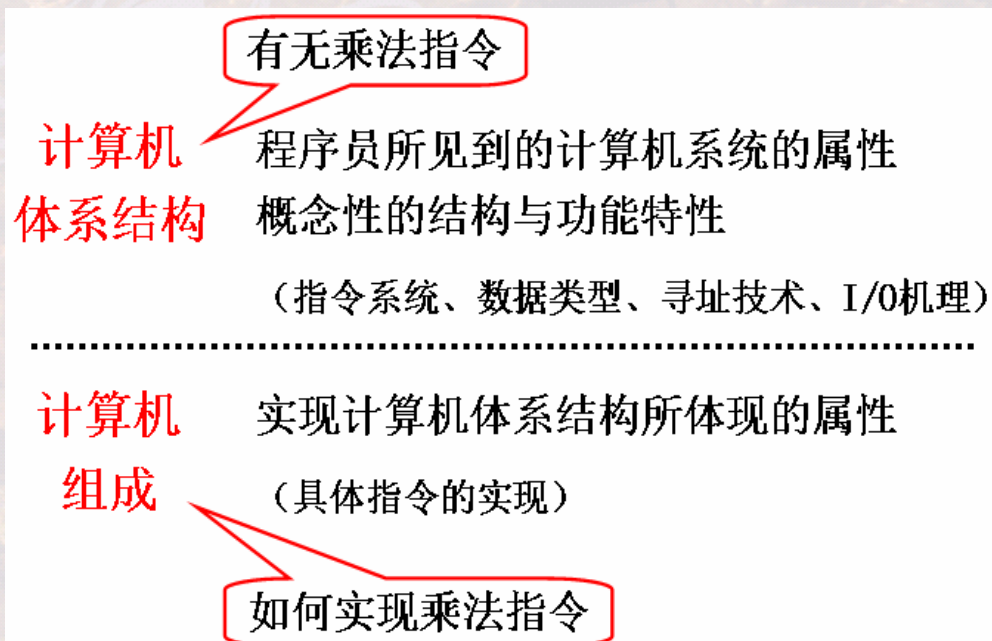 有无乘法指令
计算机 程序员所见到的计算机系统的属性
体系结构 概念性的结构与功能特性
（指令系统、数据类型、寻址技术、I/O机理）
计算机 实现计算机体系结构所体现的属性
组成 （具体指令的实现）
如何实现乘法指令